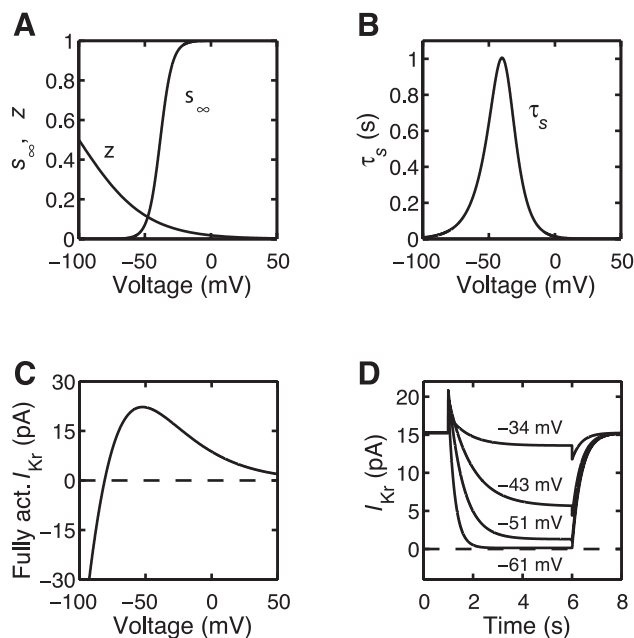 A
s∞, z
1
0.8
0.6
0.4
0.2
0
z
s∞
−100 −50 0 50
Voltage (mV)
B
τs (s)
1
0.8
0.6
0.4
0.2
0
τs
−100 −50 0 50
Voltage (mV)
C
Fully act. IKr (pA)
30
15
0
−15
−30
−100 −50 0 50
Voltage (mV)
D
IKr (pA)
20
15
10
5
0
−34 mV
−43 mV
−51 mV
−61 mV
0 2 4 6 8
Time (s)